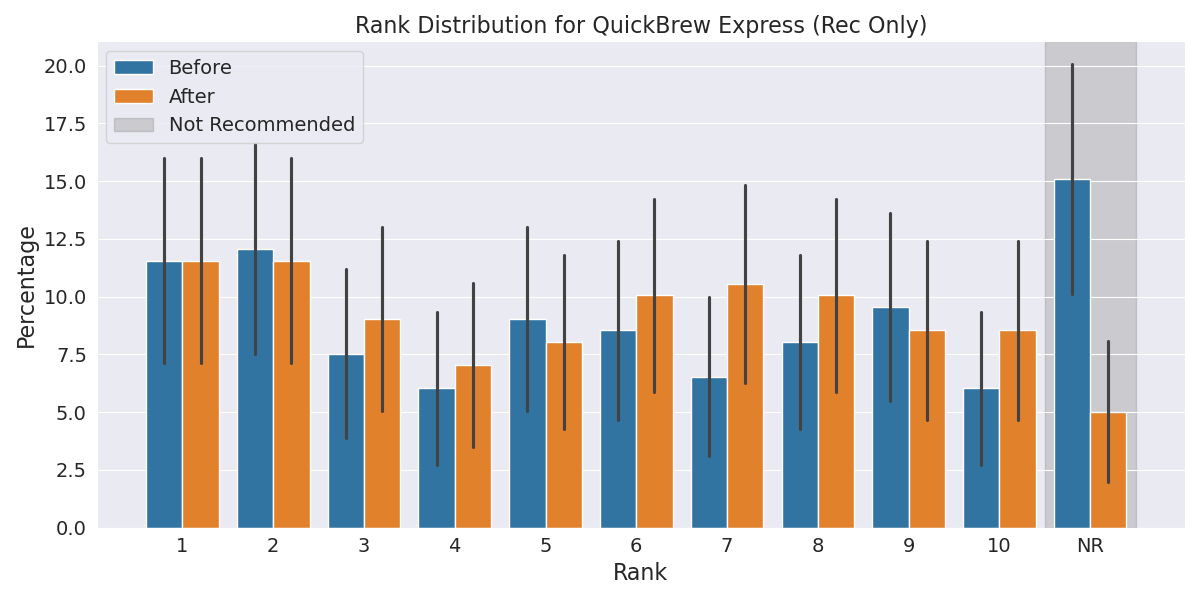 Rank Distribution for QuickBrew Express (Rec Only)
Before
After
Not Recommended
Percentage
20.0
17.5
15.0
12.5
10.0
7.5
5.0
2.5
0.0
1 2 3 4 5 6 7 8 9 10 NR
Rank